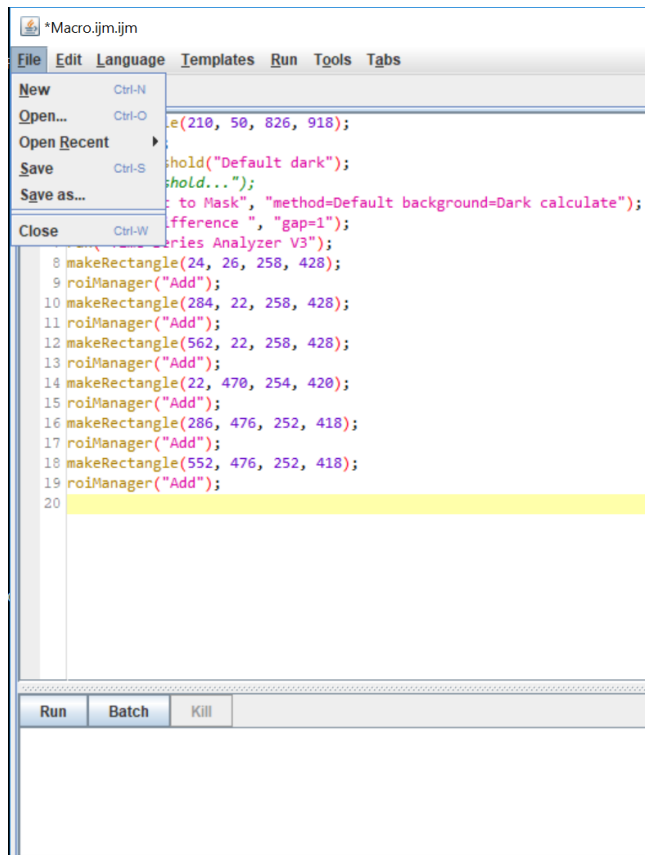 *Macro.ijm.ijm
File Edit Language Templates Run Tools Tabs
New Ctrl-N
Open... Ctrl-O
Open Recent
Save Ctrl-S
Save as...
Close Ctrl-W
le(210, 50, 826, 918);
shold("Default dark");
shold...");
t to Mask", "method=Default background=Dark calculate");
ifference ", "gap=1");
Series Analyzer V3");
8 makeRectangle(24, 26, 258, 428);
9 roiManager("Add");
10 makeRectangle(284, 22, 258, 428);
11 roiManager("Add");
12 makeRectangle(562, 22, 258, 428);
13 roiManager("Add");
14 makeRectangle(22, 470, 254, 420);
15 roiManager("Add");
16 makeRectangle(286, 476, 252, 418);
17 roiManager("Add");
18 makeRectangle(552, 476, 252, 418);
19 roiManager("Add");
20
Run Batch Kill